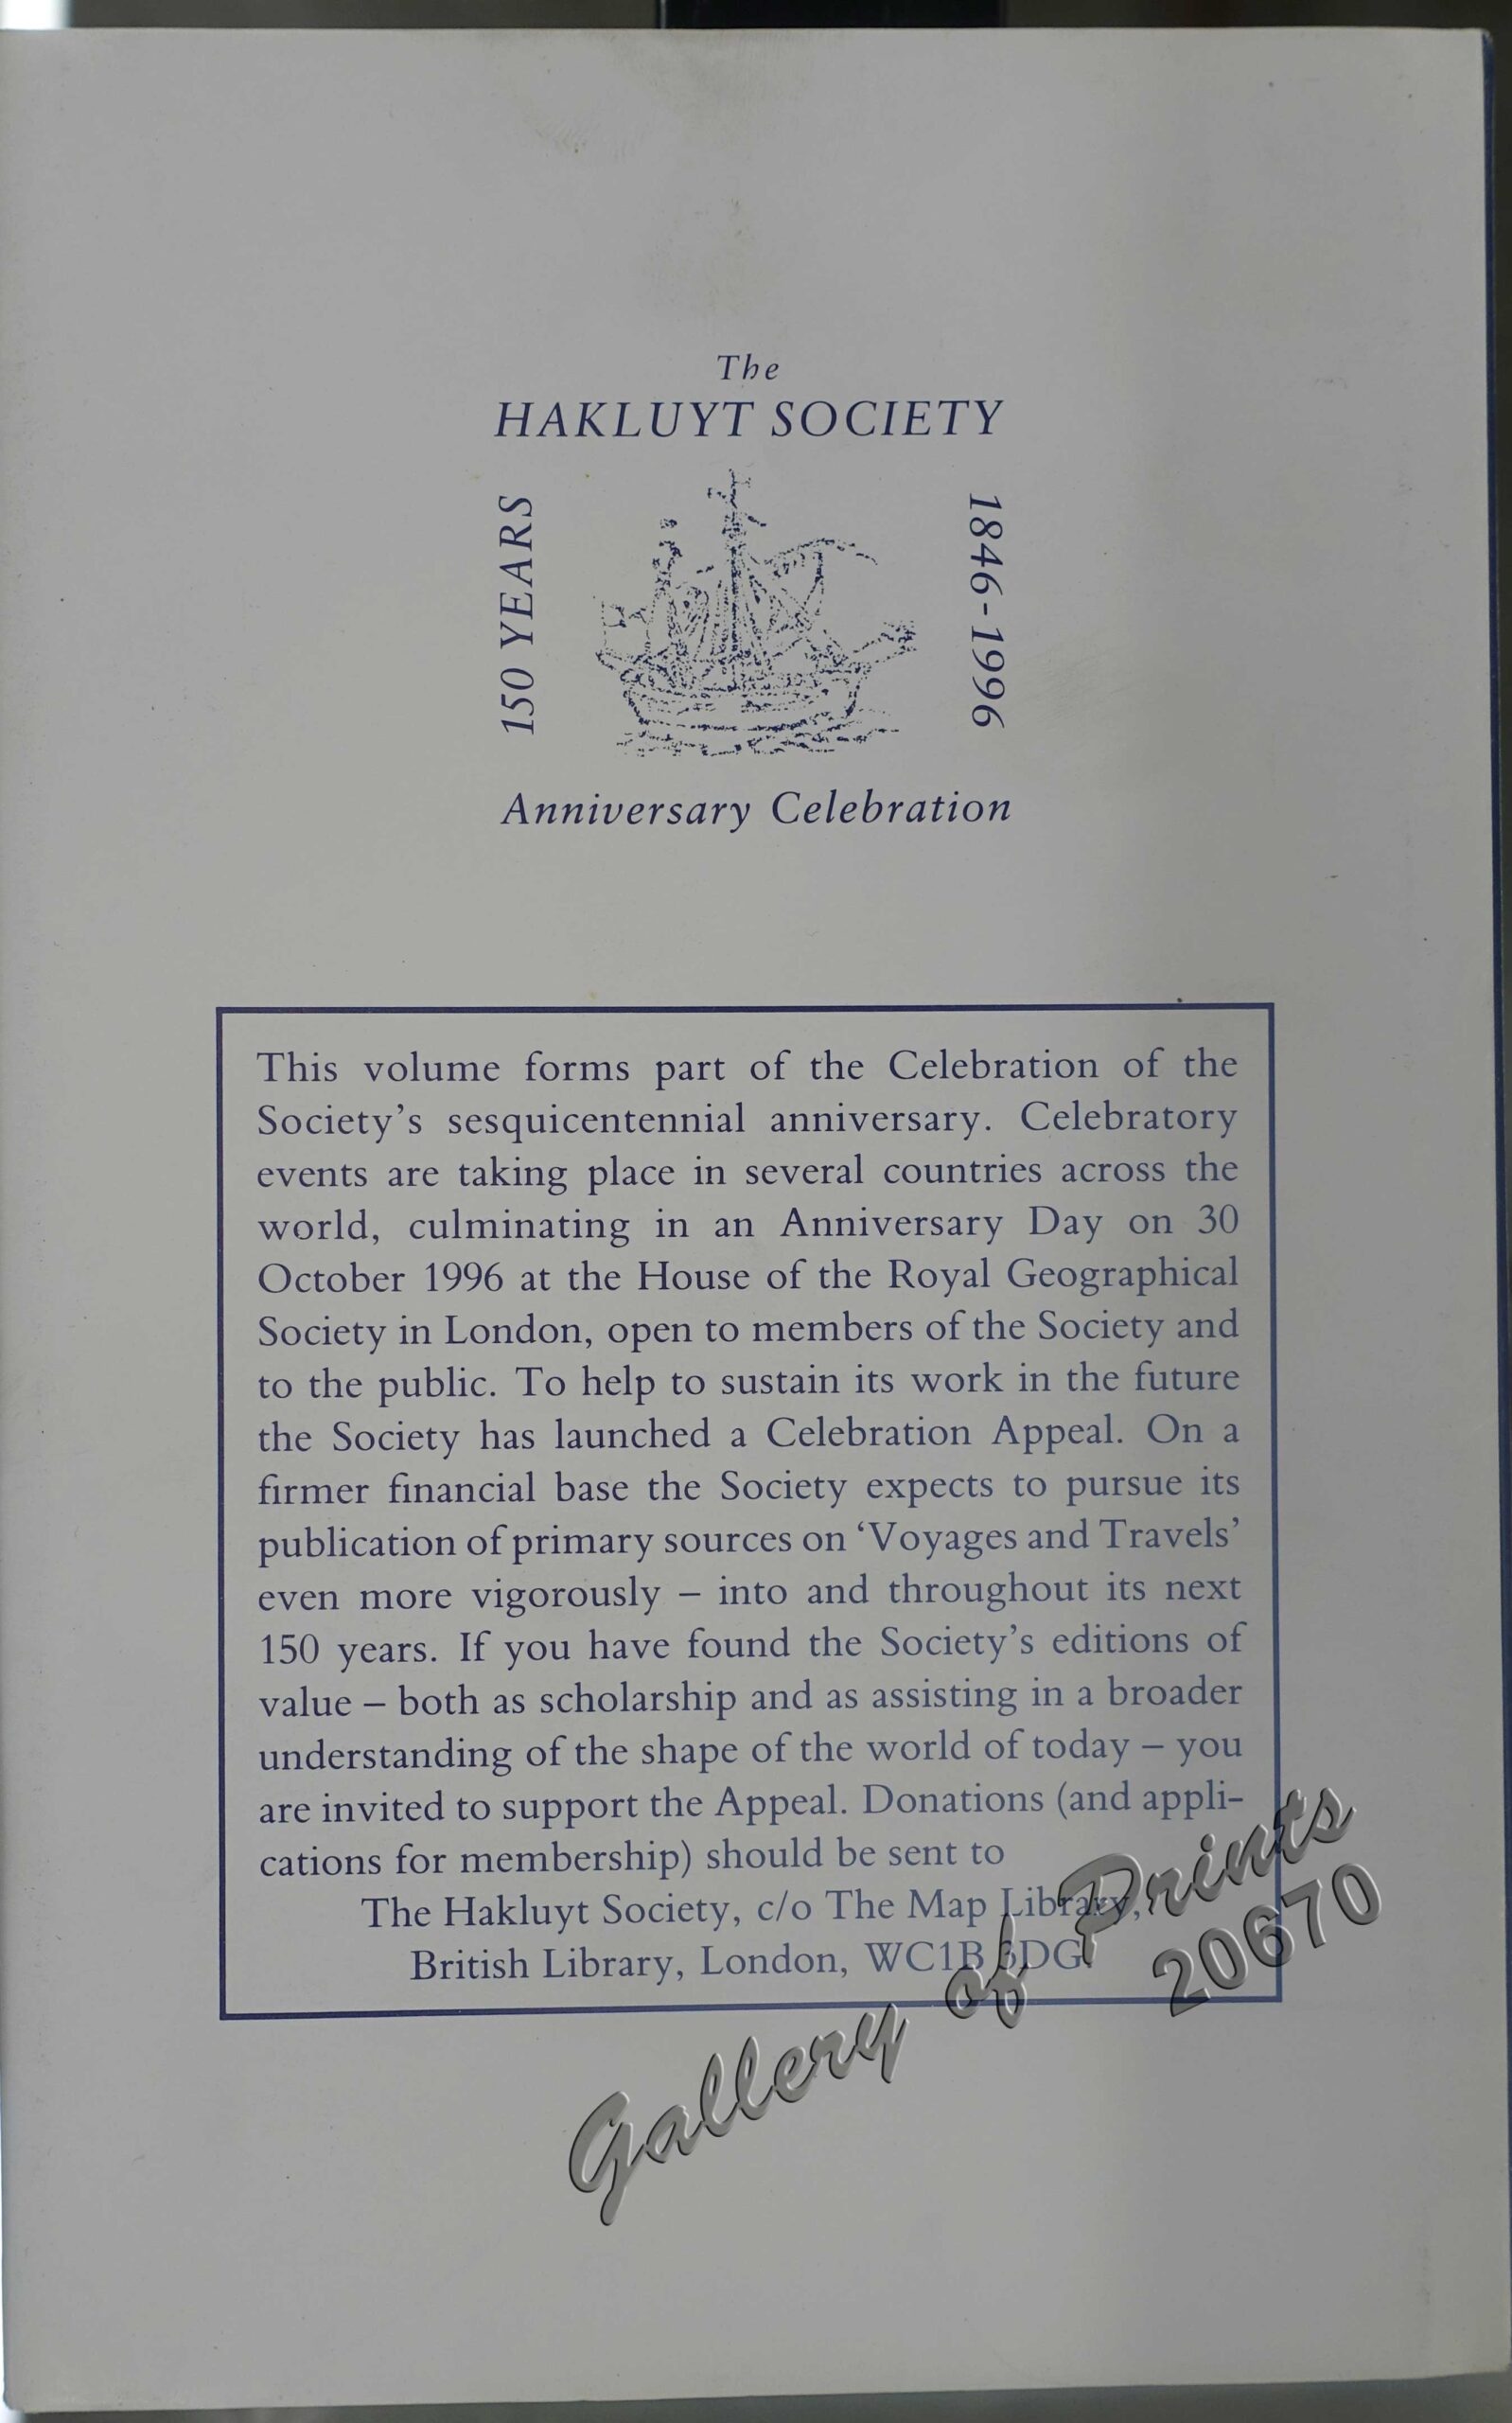 The
HAKLUYT SOCIETY
150 YEARS
1846-1996
Anniversary Celebration
This volume forms part of the Celebration of the
Society’s sesquicentennial anniversary. Celebratory
events are taking place in several countries across the
world, culminating in an Anniversary Day on 30
October 1996 at the House of the Royal Geographical
Society in London, open to members of the Society and
to the public. To help to sustain its work in the future
the Society has launched a Celebration Appeal. On a
firmer financial base the Society expects to pursue its
publication of primary sources on ‘Voyages and Travels’
even more vigorously – into and throughout its next
150 years. If you have found the Society’s editions of
value – both as scholarship and as assisting in a broader
understanding of the shape of the world of today – you
are invited to support the Appeal. Donations (and appli-
cations for membership) should be sent to
The Hakluyt Society, c/o The Map Library,
British Library, London, WC1B 3DG.
Gallery of Prints
20670